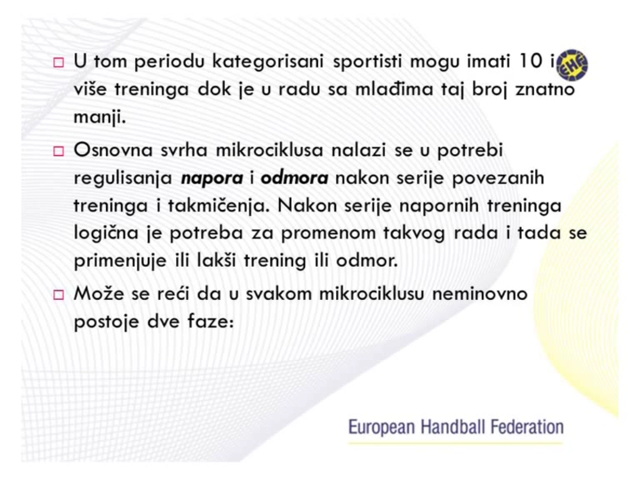 U tom periodu kategorisani sportisti mogu imati 10 i
više treninga dok je u radu sa mlađima taj broj znatno
manji.
Osnovna svrha mikrociklusa nalazi se u potrebi
regulisanja napora i odmora nakon serije povezanih
treninga i takmičenja. Nakon serije napornih treninga
logična je potreba za promenom takvog rada i tada se
primenjuje ili lakši trening ili odmor.
Može se reći da u svakom mikrociklusu neminovno
postoje dve faze:
EHF
European Handball Federation